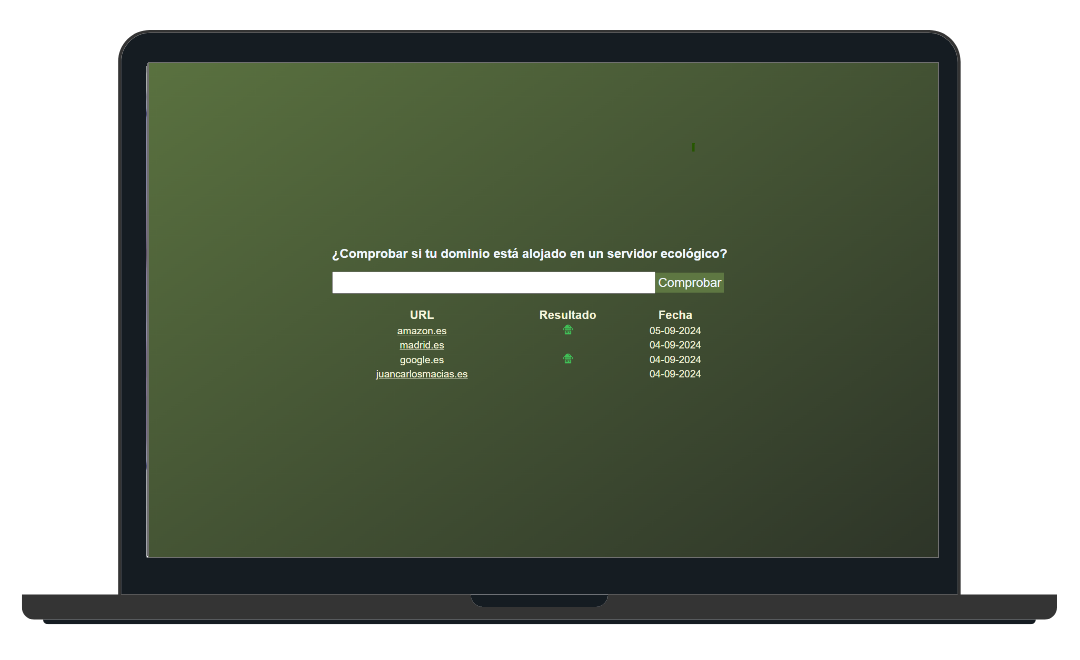 ¿Comprobar si tu dominio está alojado en un servidor ecológico?
Comprobar
URL Resultado Fecha
amazon.es 05-09-2024
madrid.es 04-09-2024
google.es 04-09-2024
juancarlosmacias.es 04-09-2024